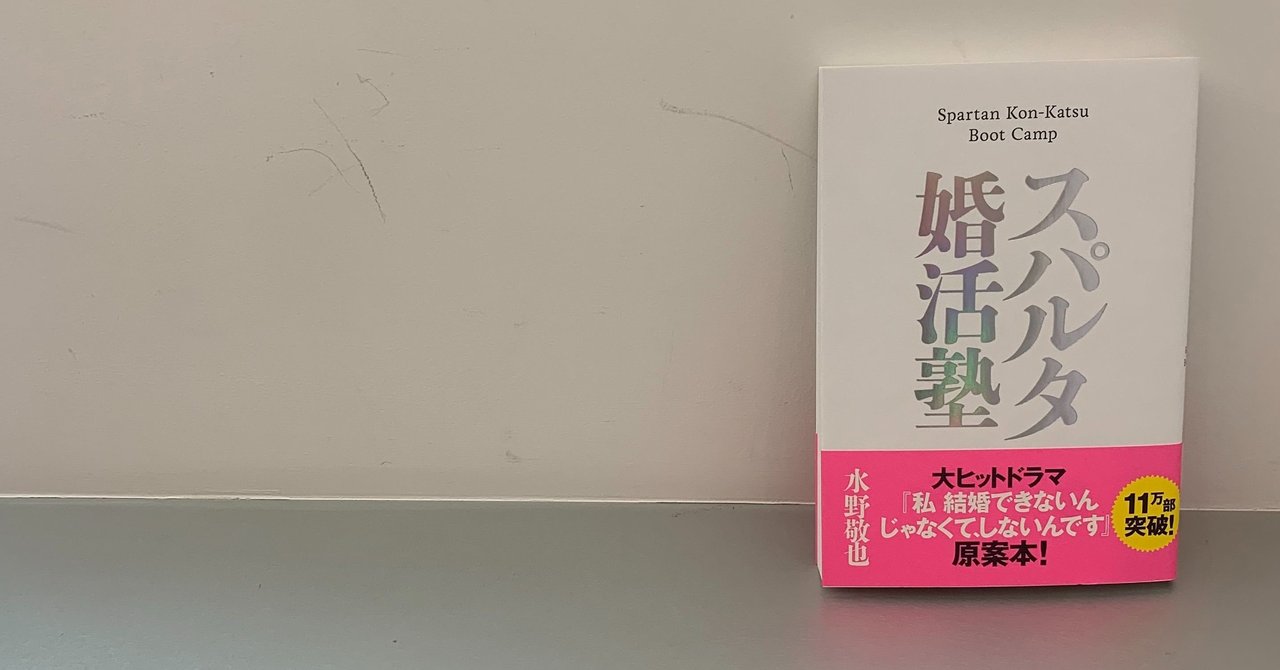 Spartan Kon-Katsu
Boot Camp
スパルタ
婚活塾
水野敬也
大ヒットドラマ
『私 結婚できないん
じゃなくて、しないんです』
原案本!
11万部
突破!